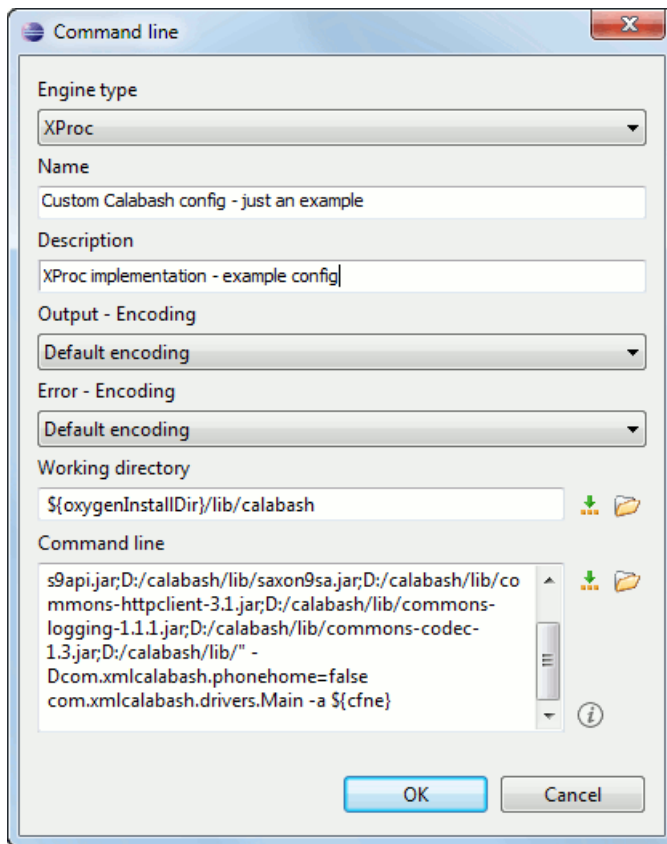 Command line
Engine type
XProc
Name
Custom Calabash config - just an example
Description
XProc implementation - example config
Output - Encoding
Default encoding
Error - Encoding
Default encoding
Working directory
${oxygenInstallDir}/lib/calabash
Command line
s9api.jar;D:/calabash/lib/saxon9sa.jar;D:/calabash/lib/co
mmons-httpclient-3.1.jar;D:/calabash/lib/commons-
logging-1.1.1.jar;D:/calabash/lib/commons-codec-
1.3.jar;D:/calabash/lib/" -
Dcom.xmlcalabash.phonehome=false
com.xmlcalabash.drivers.Main -a ${cfne}
OK
Cancel